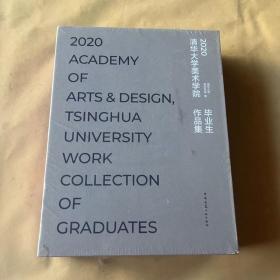 2020
ACADEMY
OF
ARTS & DESIGN,
TSINGHUA
UNIVERSITY
WORK
COLLECTION
OF
GRADUATES
2020
清华大学美术学院
毕业生
作品集